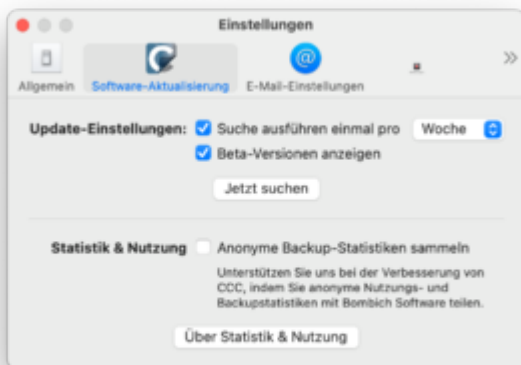 Einstellungen
Allgemein Software-Aktualisierung E-Mail-Einstellungen
Update-Einstellungen: Suche ausführen einmal pro Woche
Beta-Versionen anzeigen
Jetzt suchen
Statistik & Nutzung Anonyme Backup-Statistiken sammeln
Unterstützen Sie uns bei der Verbesserung von
CCC, indem Sie anonyme Nutzungs- und
Backupstatistiken mit Bombich Software teilen.
Über Statistik & Nutzung